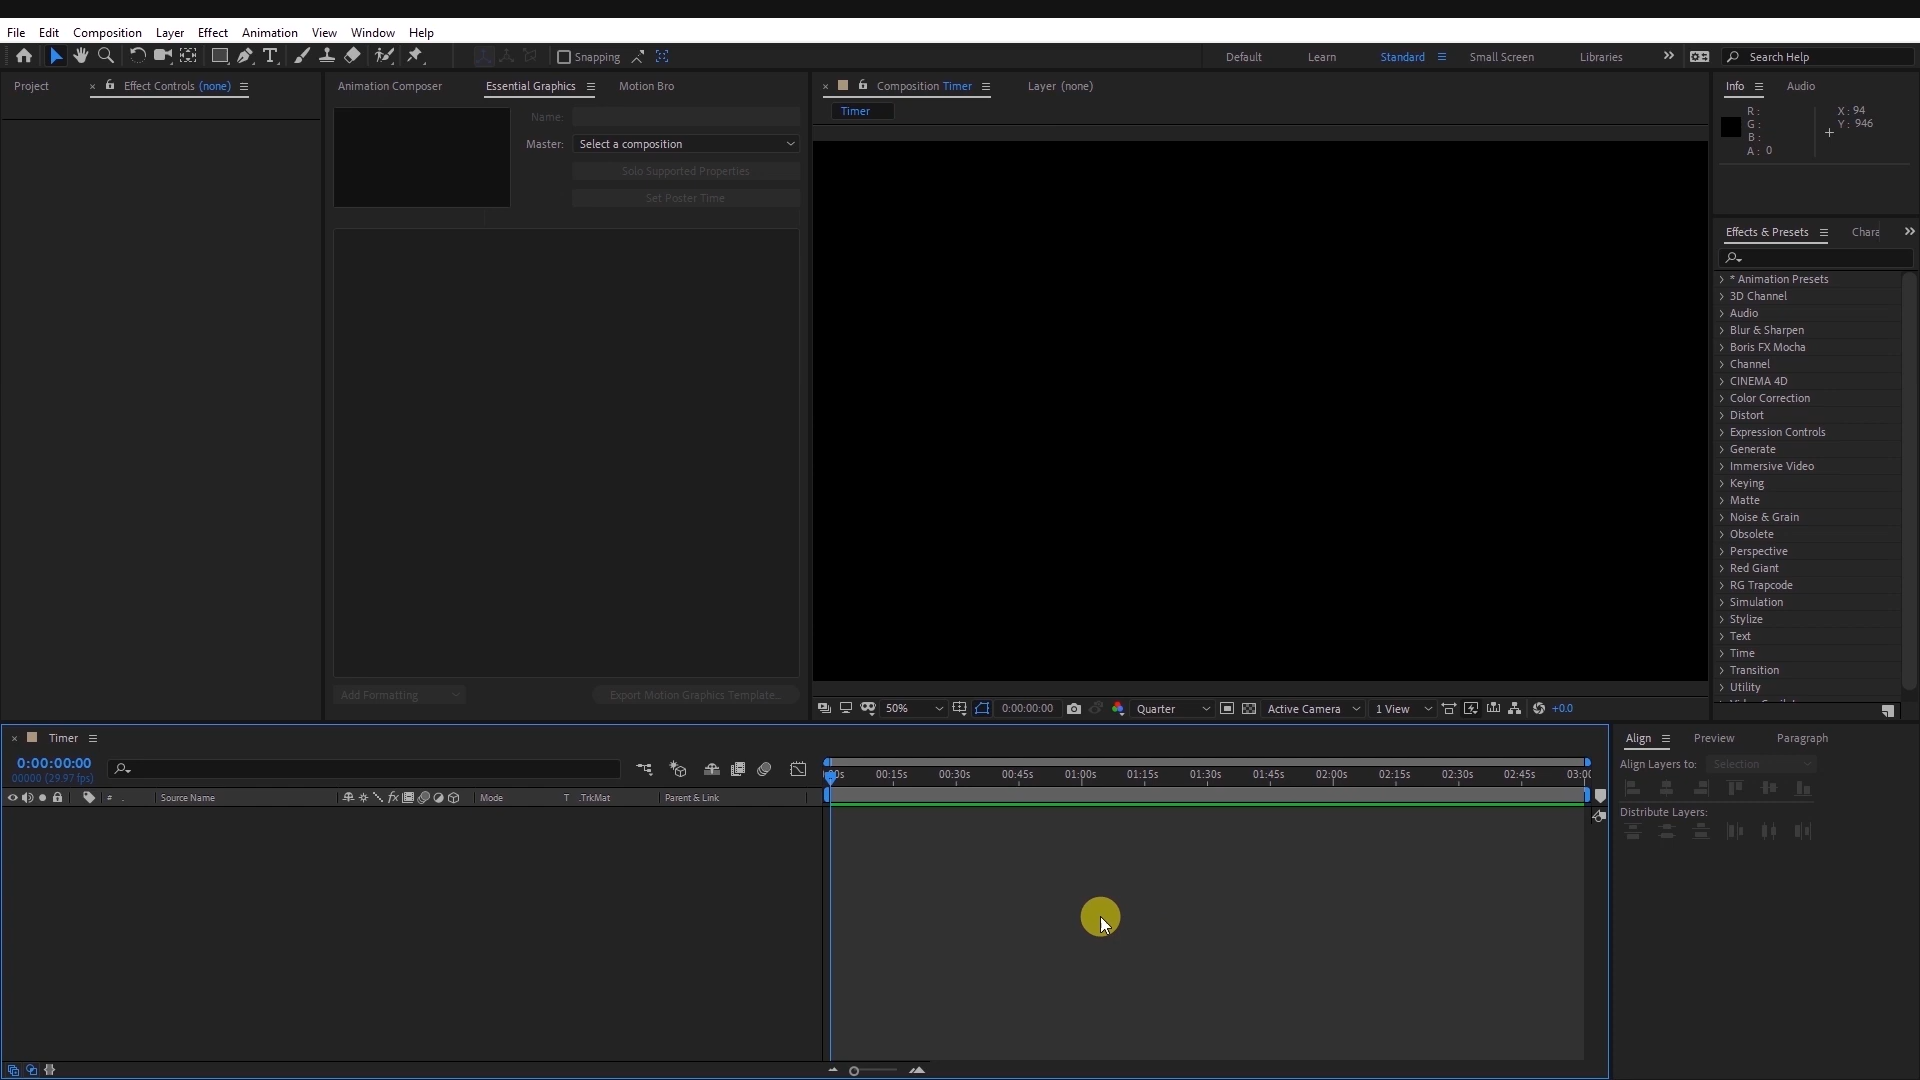 File Edit Composition Layer Effect Animation View Window Help
Snapping Default Learn Standard Small Screen Libraries Search Help
Project Effect Controls (none) Animation Composer Essential Graphics Motion Bro Composition Timer Layer (none) Info Audio
Timer
Name:
Master: Select a composition
Solo Supported Properties
Set Poster Time
R: X: 94
G: Y: 946
B:
A: 0
Effects & Presets Chara
* Animation Presets
3D Channel
Audio
Blur & Sharpen
Boris FX Mocha
Channel
CINEMA 4D
Color Correction
Distort
Expression Controls
Generate
Immersive Video
Keying
Matte
Noise & Grain
Obsolete
Perspective
Red Giant
RG Trapcode
Simulation
Stylize
Text
Time
Transition
Utility
Add Formatting Export Motion Graphics Template...
50% 0:00:00:00 Quarter Active Camera 1 View +0.0
Timer
0:00:00:00
00000 (29.97 fps)
00s 00:15s 00:30s 00:45s 01:00s 01:15s 01:30s 01:45s 02:00s 02:15s 02:30s 02:45s 03:00
# . Source Name fx Mode T .TrkMat Parent & Link
Align Preview Paragraph
Align Layers to: Selection
Distribute Layers: